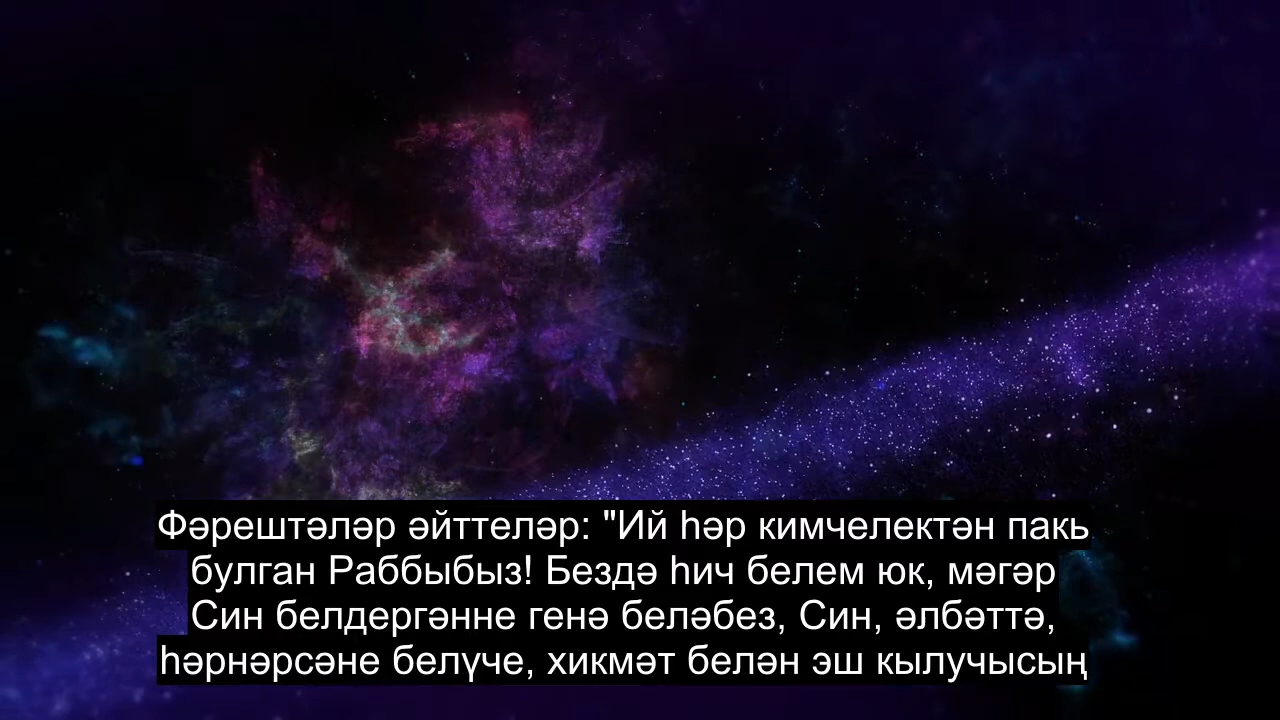 Фәрештәләр әйттеләр: "Ий һәр кимчелектән пакь
булган Раббыбыз! Бездә һич белем юк, мәгәр
Син белдергәнне генә беләбез, Син, әлбәттә,
һәрнәрсәне белүче, хикмәт белән эш кылучысың